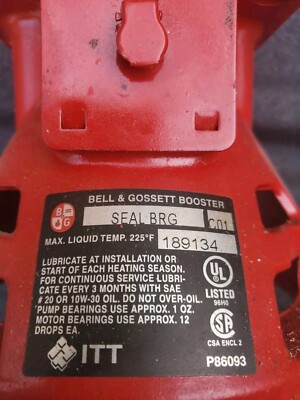 BELL & GOSSETT BOOSTER
B G SEAL BRG C01
MAX. LIQUID TEMP. 225°F 189134
LUBRICATE AT INSTALLATION OR
START OF EACH HEATING SEASON.
FOR CONTINUOUS SERVICE LUBRI-
CATE EVERY 3 MONTHS WITH SAE
# 20 OR 10W-30 OIL. DO NOT OVER-OIL.
PUMP BEARINGS USE APPROX. 1 OZ.
MOTOR BEARINGS USE APPROX. 12
DROPS EA.
UL
LISTED
96H0
SA
CSA ENCL 2
ITT
P86093